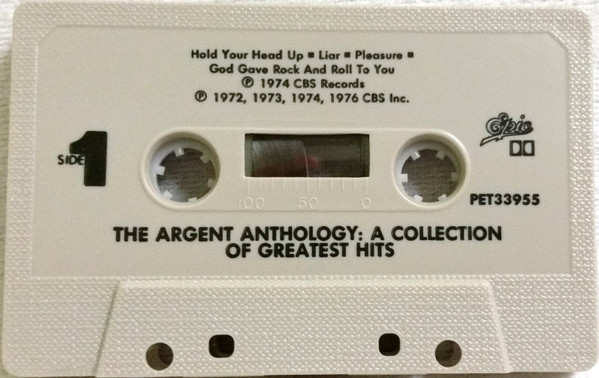 Hold Your Head Up ▪ Liar ▪ Pleasure ▪
God Gave Rock And Roll To You
℗ 1974 CBS Records
℗ 1972, 1973, 1974, 1976 CBS Inc.
SIDE 1
Epic
100 50 0
PET33955
THE ARGENT ANTHOLOGY: A COLLECTION
OF GREATEST HITS